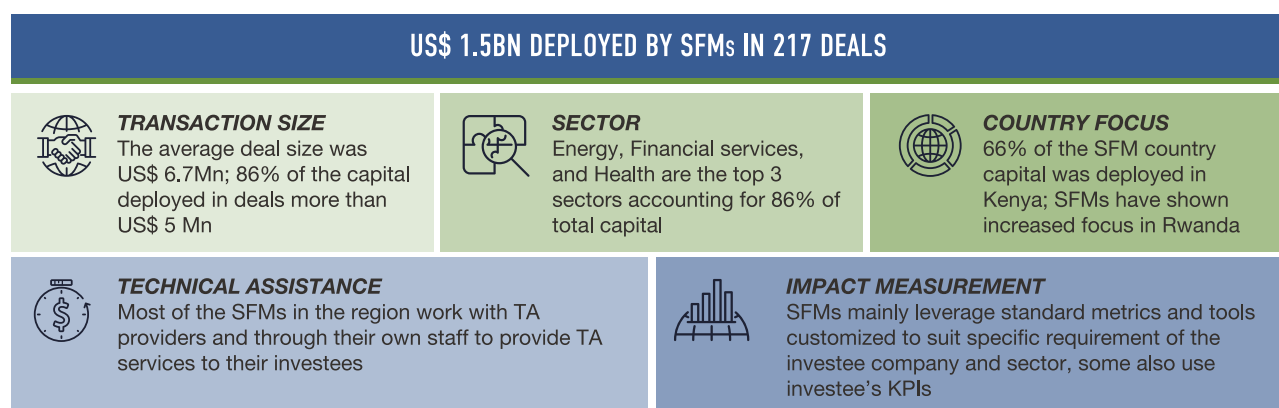 US$ 1.5BN DEPLOYED BY SFMs IN 217 DEALS
TRANSACTION SIZE
The average deal size was
US$ 6.7Mn; 86% of the capital
deployed in deals more than
US$ 5 Mn
SECTOR
Energy, Financial services,
and Health are the top 3
sectors accounting for 86% of
total capital
COUNTRY FOCUS
66% of the SFM country
capital was deployed in
Kenya; SFMs have shown
increased focus in Rwanda
TECHNICAL ASSISTANCE
Most of the SFMs in the region work with TA
providers and through their own staff to provide TA
services to their investees
IMPACT MEASUREMENT
SFMs mainly leverage standard metrics and tools
customized to suit specific requirement of the
investee company and sector, some also use
investee's KPIs